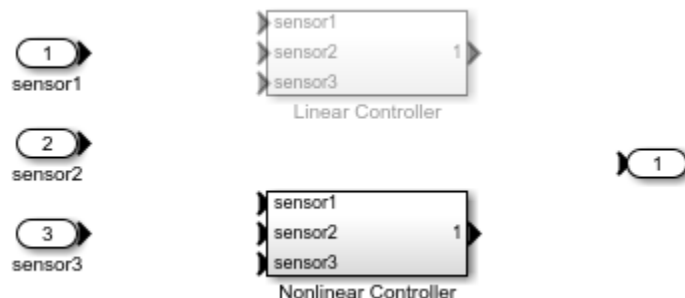 1
sensor1
2
sensor2
3
sensor3
sensor1
sensor2 1
sensor3
Linear Controller
sensor1
sensor2 1
sensor3
Nonlinear Controller
1